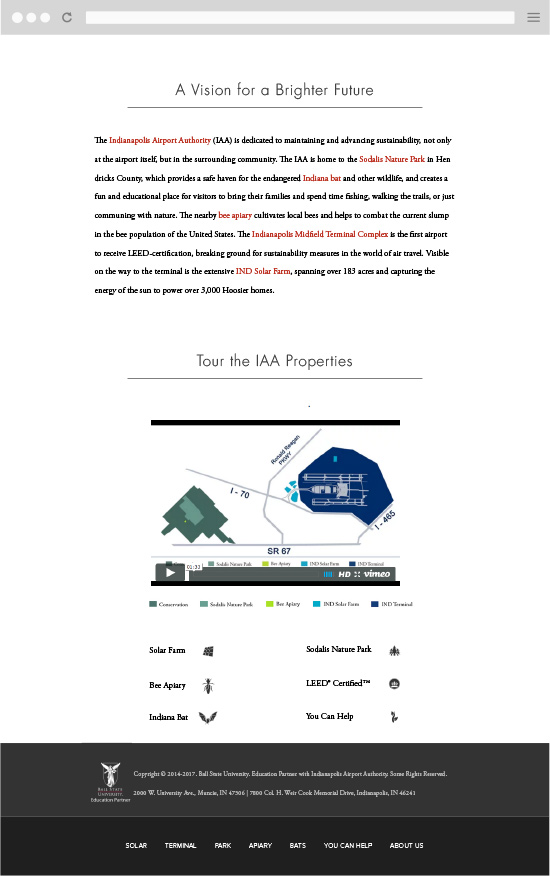 A Vision for a Brighter Future
The Indianapolis Airport Authority (IAA) is dedicated to maintaining and advancing sustainability, not only
at the airport itself, but in the surrounding community. The IAA is home to the Sodalis Nature Park in Hen
dricks County, which provides a safe haven for the endangered Indiana bat and other wildlife, and creates a
fun and educational place for visitors to bring their families and spend time fishing, walking the trails, or just
communing with nature. The nearby bee apiary cultivates local bees and helps to combat the current slump
in the bee population of the United States. The Indianapolis Midfield Terminal Complex is the first airport
to receive LEED-certification, breaking ground for sustainability measures in the world of air travel. Visible
on the way to the terminal is the extensive IND Solar Farm, spanning over 183 acres and capturing the
energy of the sun to power over 3,000 Hoosier homes.
Tour the IAA Properties
Ronald Reagan
PKWY
I - 70
I - 465
SR 67
Sodalis Nature Park Bee Apiary IND Solar Farm IND Terminal
01:33
HD vimeo
Conservation Sodalis Nature Park Bee Apiary IND Solar Farm IND Terminal
Solar Farm Sodalis Nature Park
Bee Apiary LEED® Certified™
Indiana Bat You Can Help
BALL STATE
UNIVERSITY.
Education Partner
Copyright © 2014-2017. Ball State University. Education Partner with Indianapolis Airport Authority. Some Rights Reserved.
2000 W. University Ave., Muncie, IN 47306 | 7800 Col. H. Weir Cook Memorial Drive, Indianapolis, IN 46241
SOLAR TERMINAL PARK APIARY BATS YOU CAN HELP ABOUT US